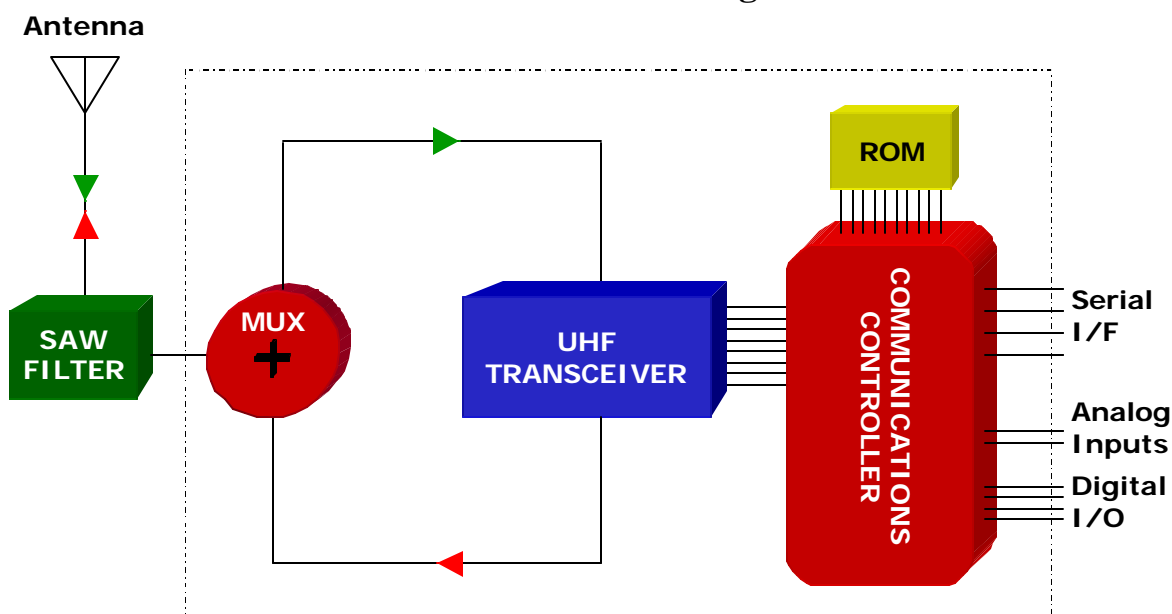 Antenna
ROM
SAW
FILTER
MUX
+
UHF
TRANSCEIVER
COMMUNICATIONS
CONTROLLER
Serial
I/F
Analog
Inputs
Digital
I/O